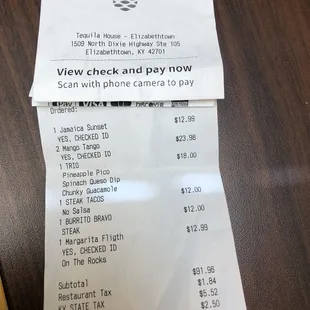 Tequila House - Elizabethtown
1509 North Dixie Highway Ste 105
Elizabethtown, KY 42701
View check and pay now
Scan with phone camera to pay
VISA
Ordered:
1 Jamaica Sunset $12.99
YES, CHECKED ID
2 Mango Tango $23.98
YES, CHECKED ID
1 TRIO $18.00
Pineapple Pico
Spinach Queso Dip
Chunky Guacamole
1 STEAK TACOS $12.00
No Salsa
1 BURRITO BRAVO $12.00
STEAK
1 Margarita Fligth $12.99
YES, CHECKED ID
On The Rocks
Subtotal $91.96
Restaurant Tax $1.84
KY STATE TAX $5.52
$2.50